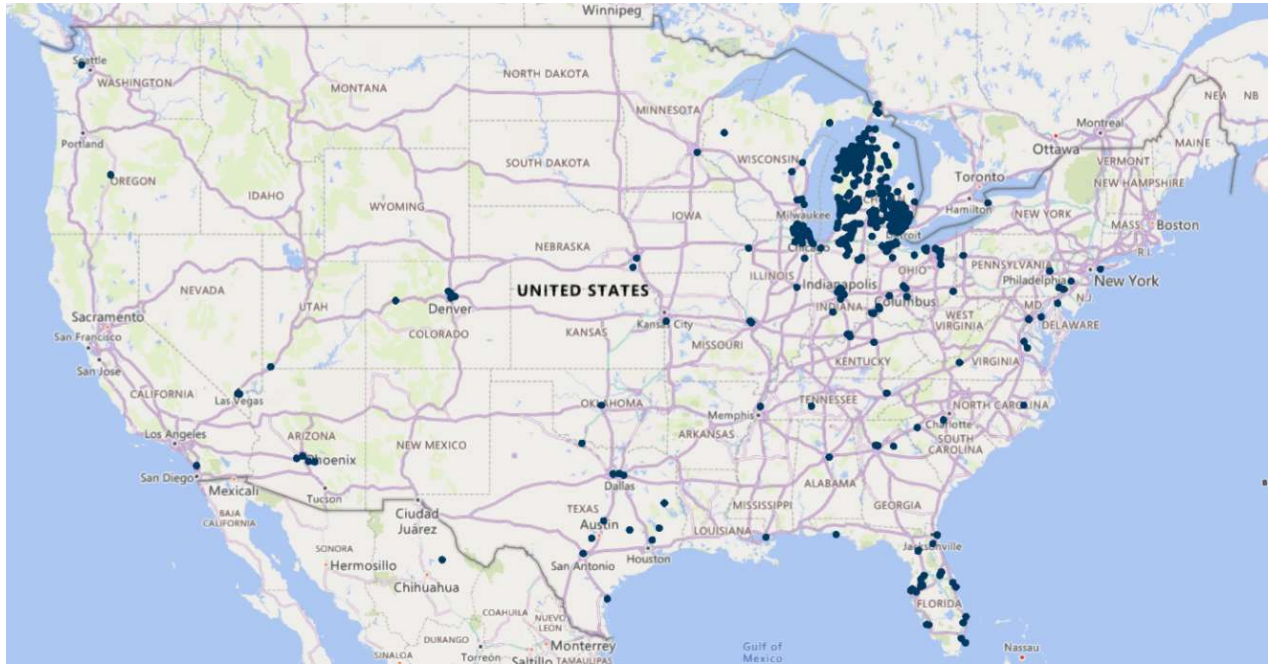 Winnipeg
Seattle
WASHINGTON
NORTH DAKOTA
MONTANA
MINNESOTA
NB
Montreal
MAINE
Portland
Ottawa
VERMONT
OREGON
SOUTH DAKOTA
WISCONSIN
Toronto
NEW HAMPSHIRE
IDAHO
WYOMING
Hamilton
NEW YORK
MASS
Boston
IOWA
Milwaukee
Detroit
R.I.
NEBRASKA
Chicago
NEVADA
UTAH
ILLINOIS
OHIO
PENNSYLVANIA
New York
Indianapolis
Philadelphia
UNITED STATES
Denver
INDIANA
Columbus
N.J.
Sacramento
COLORADO
KANSAS
Kansas City
MD
DELAWARE
San Francisco
WEST
VIRGINIA
San Jose
MISSOURI
KENTUCKY
VIRGINIA
CALIFORNIA
Las Vegas
OKLAHOMA
Memphis
TENNESSEE
NORTH CAROLINA
Los Angeles
ARIZONA
NEW MEXICO
ARKANSAS
Charlotte
SOUTH
CAROLINA
Phoenix
San Diego
Mexicali
Tucson
Dallas
ALABAMA
MISSISSIPPI
GEORGIA
BAJA
CALIFORNIA
Ciudad
Juárez
TEXAS
Austin
LOUISIANA
SONORA
Hermosillo
San Antonio
Houston
Jacksonville
Chihuahua
FLORIDA
COAHUILA
NUEVO
LEON
DURANGO
Monterrey
Gulf of
Mexico
Nassau
SINALOA
Torreón
Saltillo
TAMAULIPAS